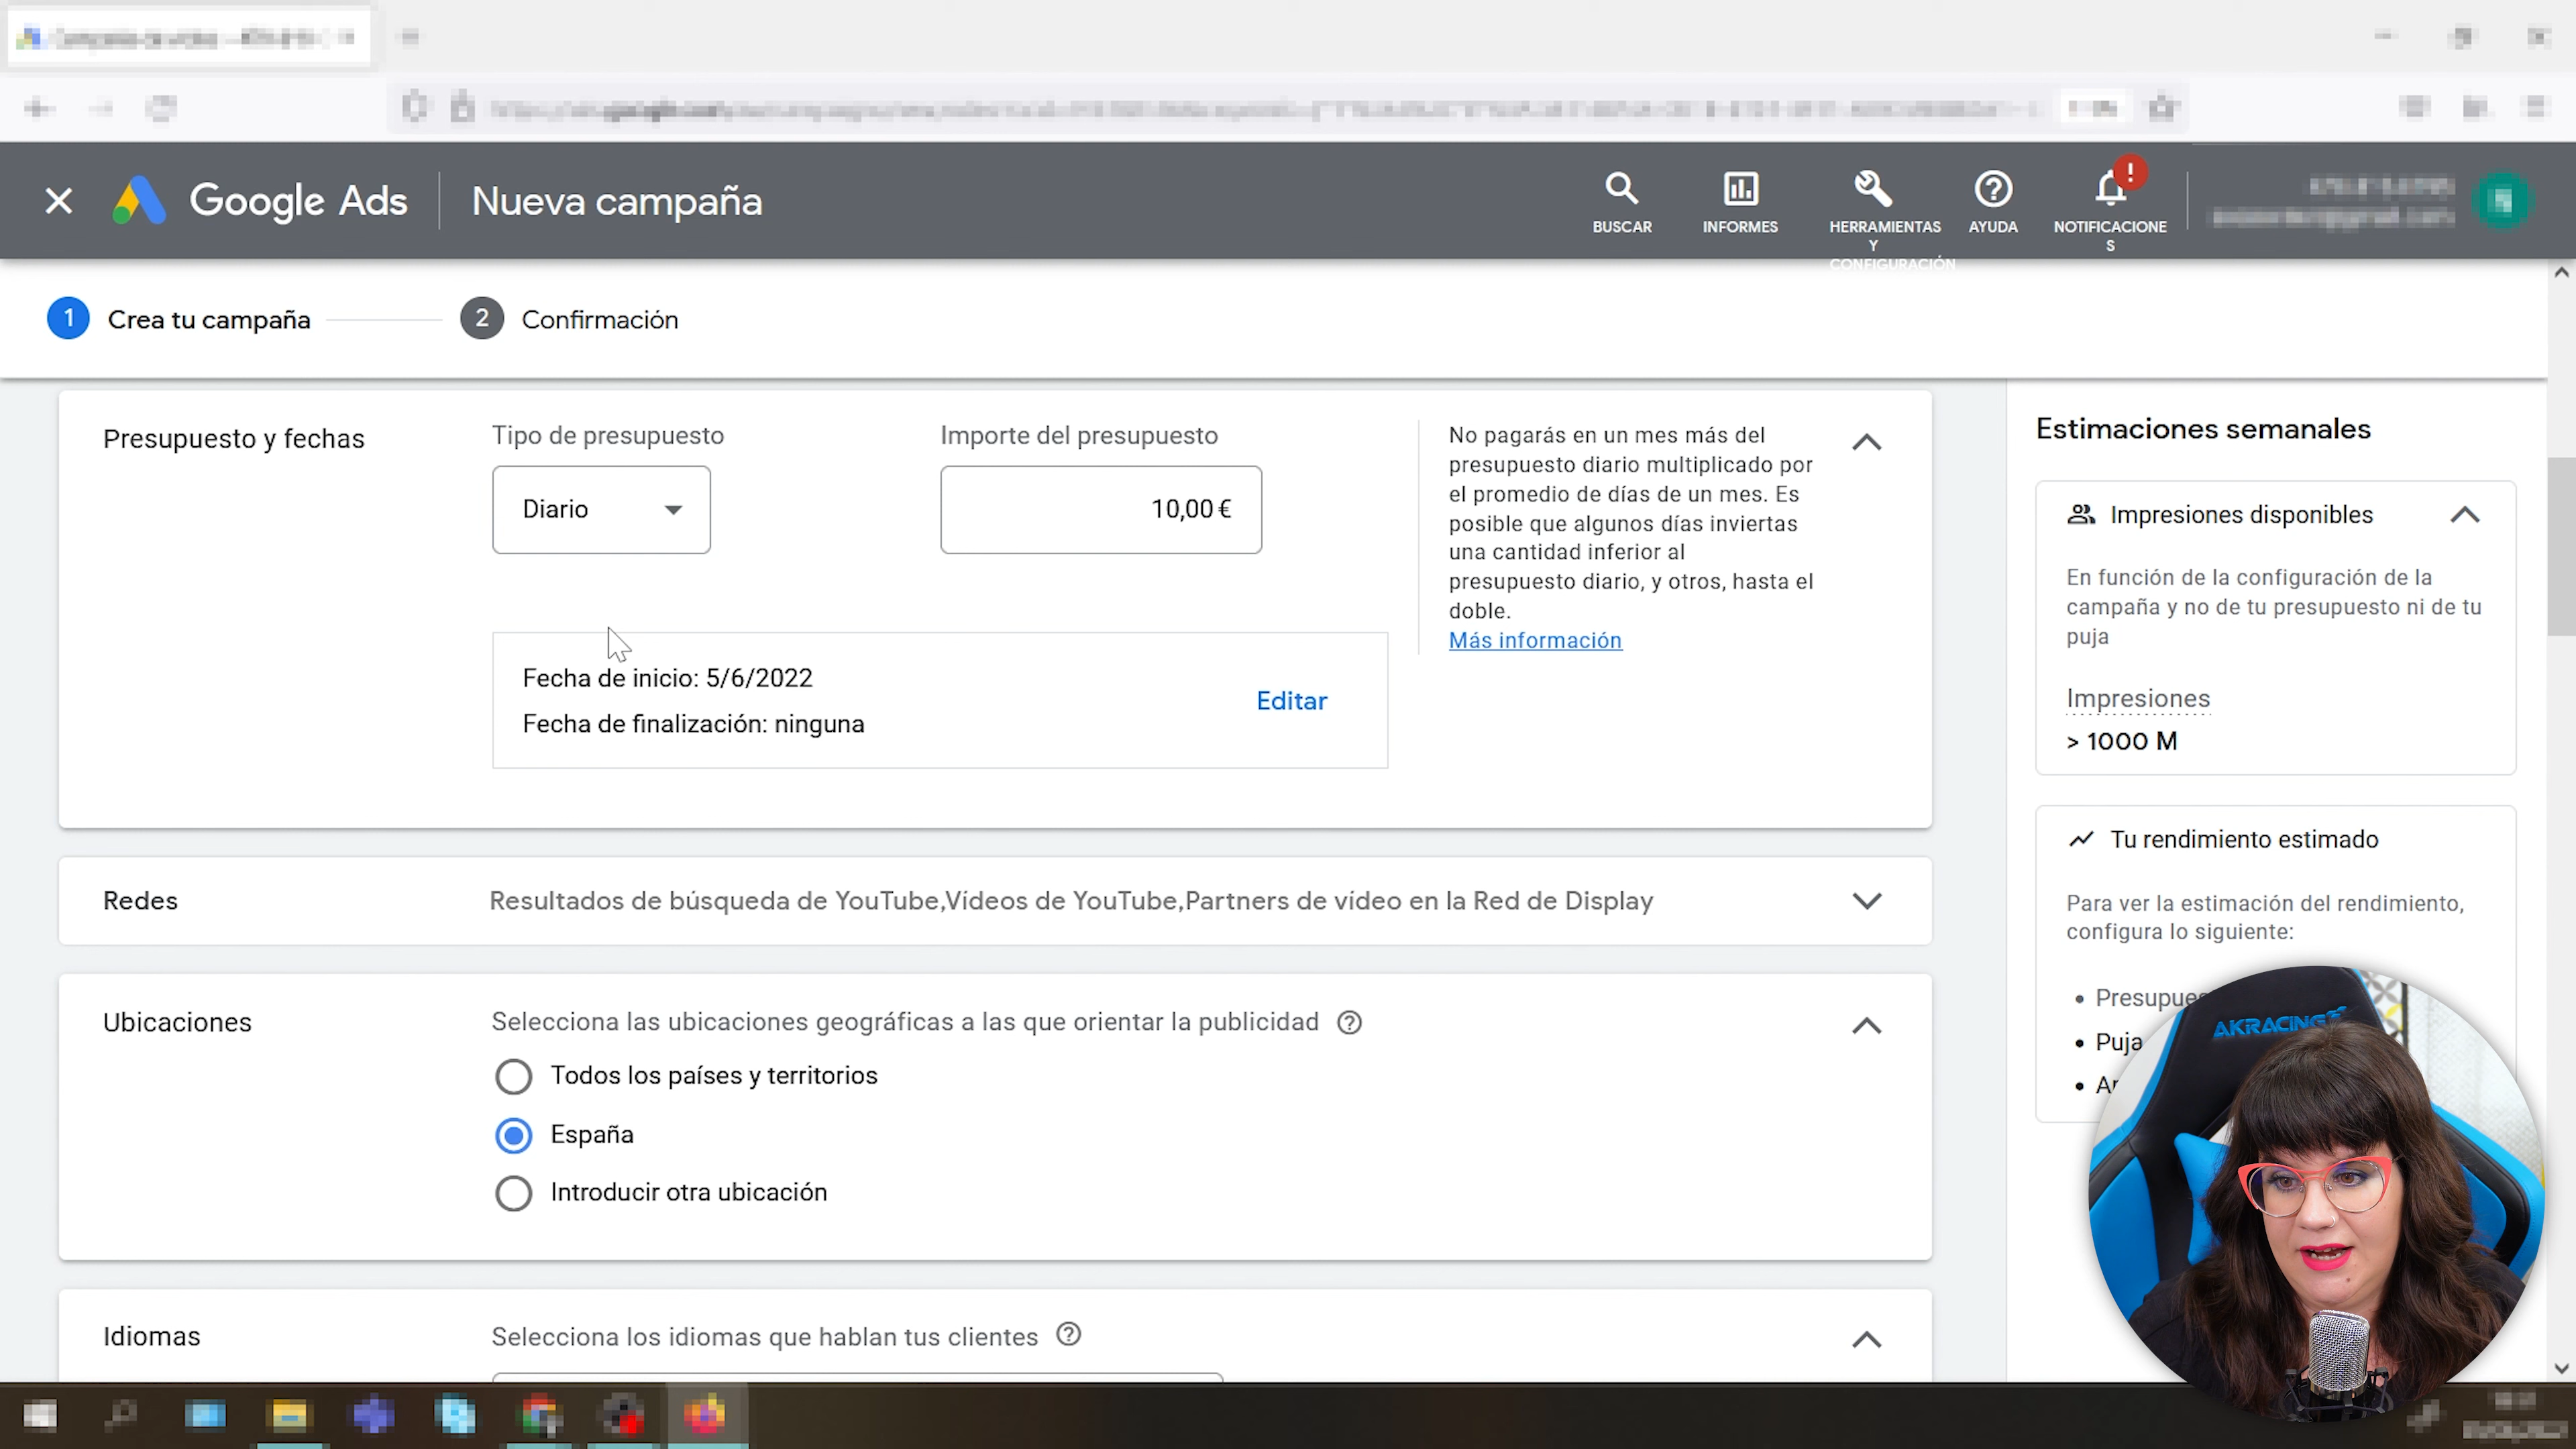 Google Ads
Nueva campaña
BUSCAR
INFORMES
HERRAMIENTAS
Y
CONFIGURACIÓN
AYUDA
NOTIFICACIONE
S
!
1 Crea tu campaña
2 Confirmación
Presupuesto y fechas
Tipo de presupuesto
Diario
Importe del presupuesto
10,00 €
No pagarás en un mes más del
presupuesto diario multiplicado por
el promedio de días de un mes. Es
posible que algunos días inviertas
una cantidad inferior al
presupuesto diario, y otros, hasta el
doble.
Más información
Fecha de inicio: 5/6/2022
Fecha de finalización: ninguna
Editar
Redes
Resultados de búsqueda de YouTube,Vídeos de YouTube,Partners de vídeo en la Red de Display
Ubicaciones
Selecciona las ubicaciones geográficas a las que orientar la publicidad
Todos los países y territorios
España
Introducir otra ubicación
Idiomas
Selecciona los idiomas que hablan tus clientes
Estimaciones semanales
Impresiones disponibles
En función de la configuración de la
campaña y no de tu presupuesto ni de tu
puja
Impresiones
> 1000 M
Tu rendimiento estimado
Para ver la estimación del rendimiento,
configura lo siguiente:
• Presupue
• Puja
AKRACING